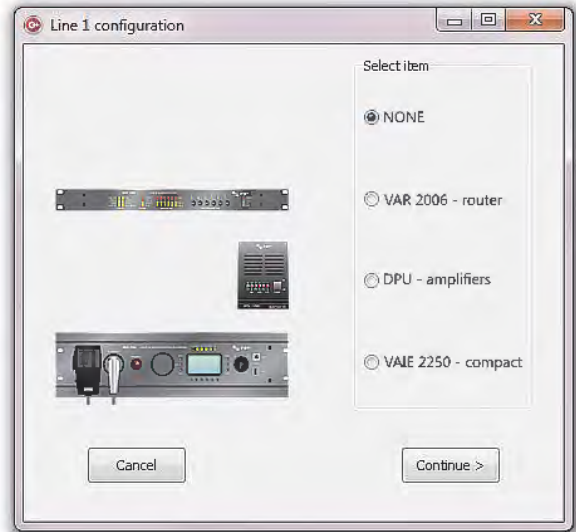 Line 1 configuration
Select item
NONE
VAR 2006 - router
DPU - amplifiers
VAIE 2250 - compact
Cancel
Continue >